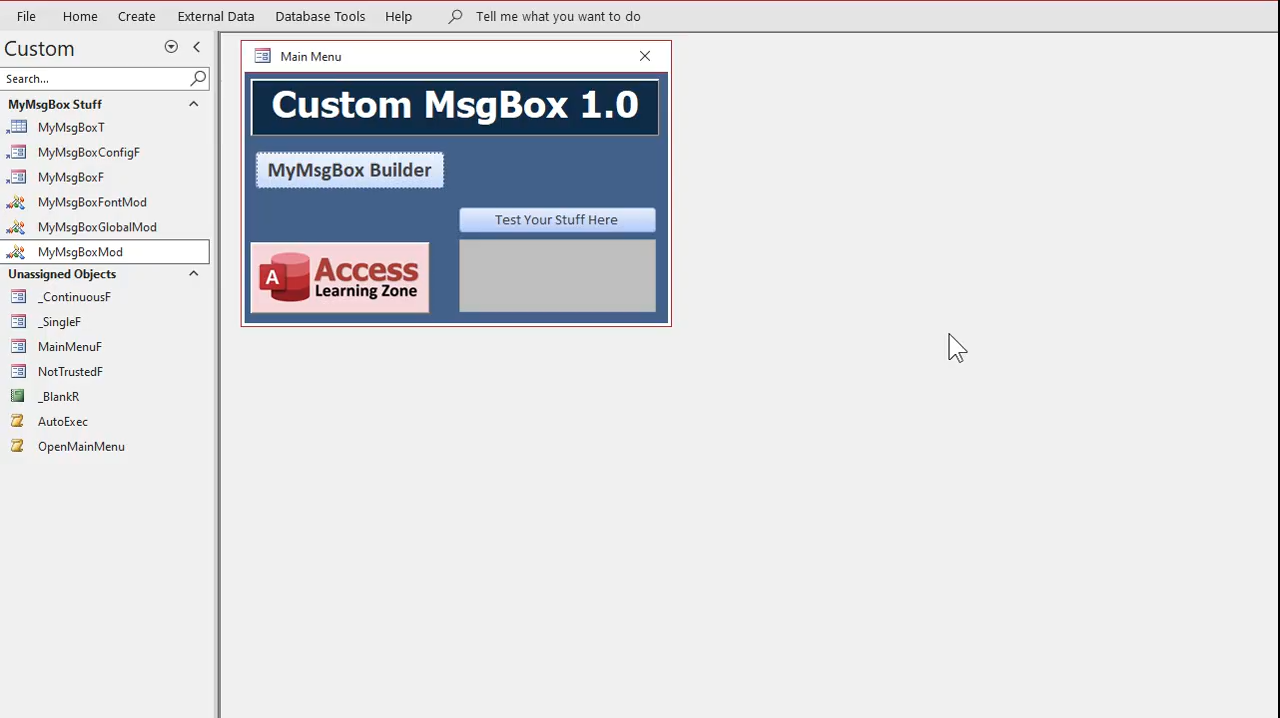 File Home Create External Data Database Tools Help Tell me what you want to do
Custom
Search...
MyMsgBox Stuff
MyMsgBoxT
MyMsgBoxConfigF
MyMsgBoxF
MyMsgBoxFontMod
MyMsgBoxGlobalMod
MyMsgBoxMod
Unassigned Objects
_ContinuousF
_SingleF
MainMenuF
NotTrustedF
_BlankR
AutoExec
OpenMainMenu
Main Menu
Custom MsgBox 1.0
MyMsgBox Builder
Test Your Stuff Here
A Access
Learning Zone